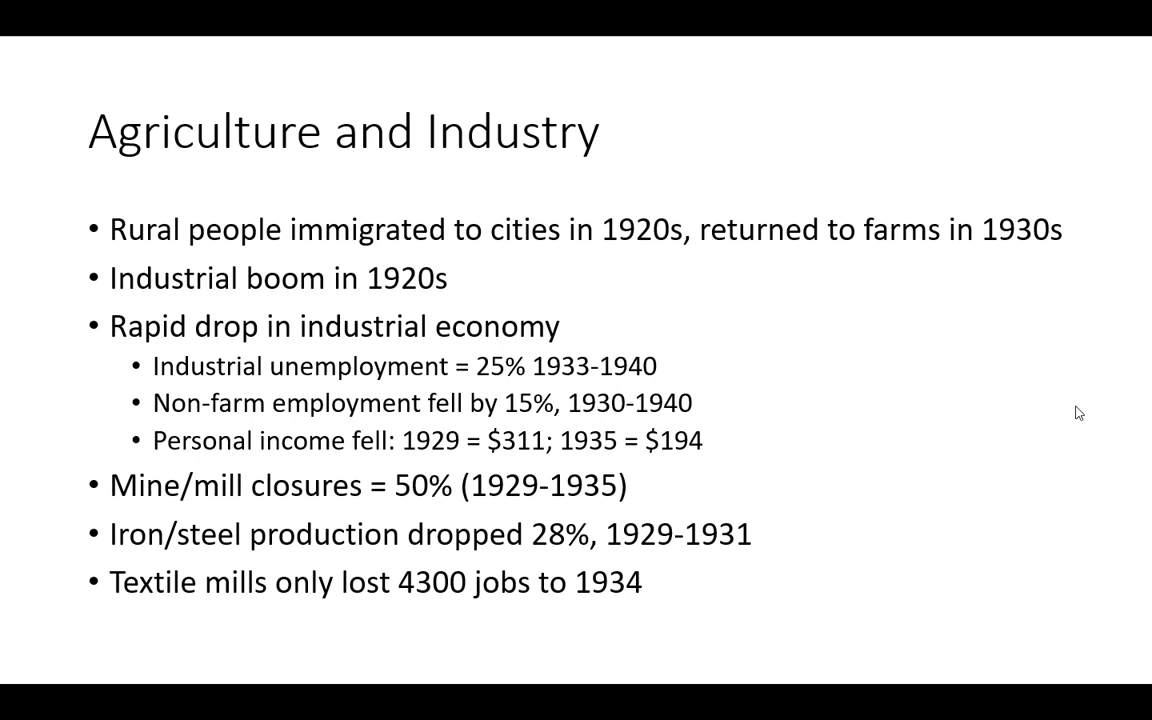 Agriculture and Industry
• Rural people immigrated to cities in 1920s, returned to farms in 1930s
• Industrial boom in 1920s
• Rapid drop in industrial economy
• Industrial unemployment = 25% 1933-1940
• Non-farm employment fell by 15%, 1930-1940
• Personal income fell: 1929 = $311; 1935 = $194
• Mine/mill closures = 50% (1929-1935)
• Iron/steel production dropped 28%, 1929-1931
• Textile mills only lost 4300 jobs to 1934